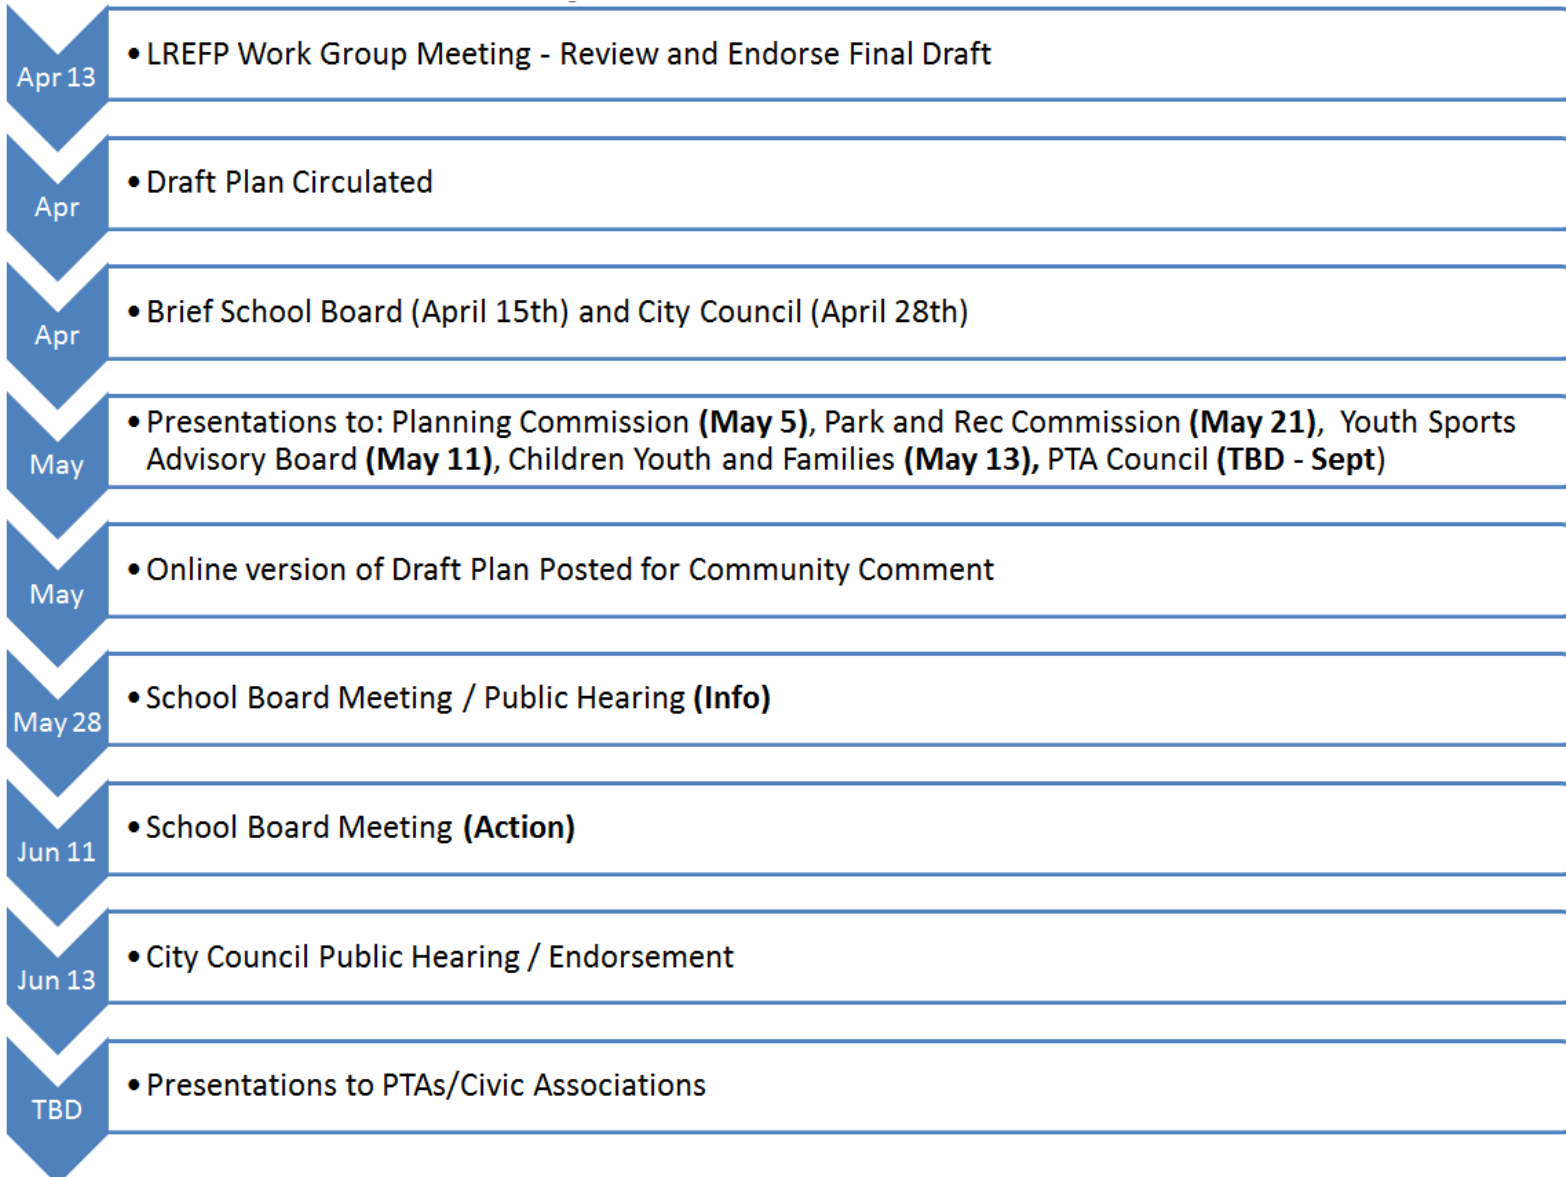 Apr 13
• LREFP Work Group Meeting - Review and Endorse Final Draft
Apr
• Draft Plan Circulated
Apr
• Brief School Board (April 15th) and City Council (April 28th)
May
• Presentations to: Planning Commission (May 5), Park and Rec Commission (May 21), Youth Sports
Advisory Board (May 11), Children Youth and Families (May 13), PTA Council (TBD - Sept)
May
• Online version of Draft Plan Posted for Community Comment
May 28
• School Board Meeting / Public Hearing (Info)
Jun 11
• School Board Meeting (Action)
Jun 13
• City Council Public Hearing / Endorsement
TBD
• Presentations to PTAs/Civic Associations